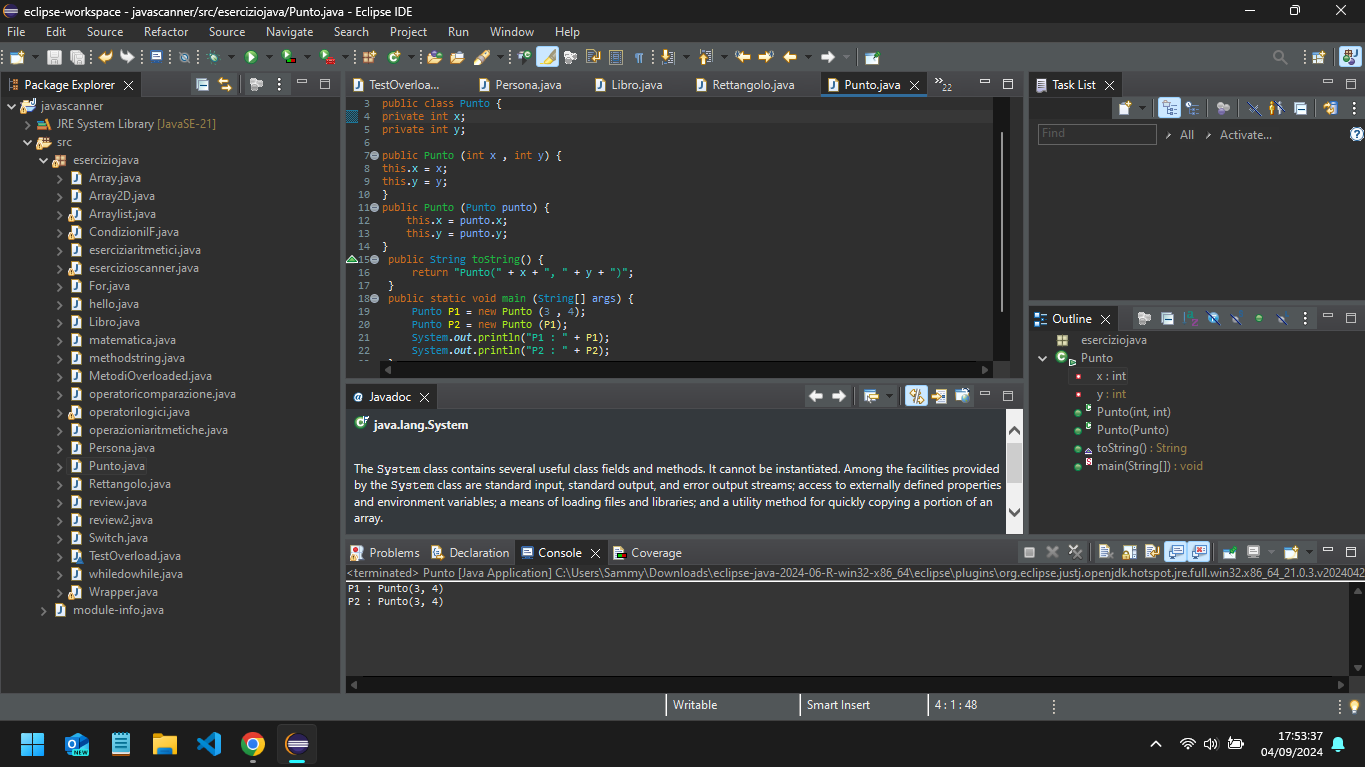 eclipse-workspace - javascanner/src/eserciziojava/Punto.java - Eclipse IDE
File Edit Source Refactor Source Navigate Search Project Run Window Help
Package Explorer
javascanner
JRE System Library [JavaSE-21]
src
eserciziojava
Array.java
Array2D.java
Arraylist.java
CondizioniIF.java
eserciziaritmetici.java
esercizioscanner.java
For.java
hello.java
Libro.java
matematica.java
methodstring.java
MetodiOverloaded.java
operatoricomparazione.java
operatorilogici.java
operazioniaritmetiche.java
Persona.java
Punto.java
Rettangolo.java
review.java
review2.java
Switch.java
TestOverload.java
whiledowhile.java
Wrapper.java
module-info.java
TestOverloa... Persona.java Libro.java Rettangolo.java Punto.java 22
3 public class Punto {
4 private int x;
5 private int y;
6
7 public Punto (int x , int y) {
8 this.x = x;
9 this.y = y;
10 }
11 public Punto (Punto punto) {
12 this.x = punto.x;
13 this.y = punto.y;
14 }
15 public String toString() {
16 return "Punto(" + x + ", " + y + ")";
17 }
18 public static void main (String[] args) {
19 Punto P1 = new Punto (3 , 4);
20 Punto P2 = new Punto (P1);
21 System.out.println("P1 : " + P1);
22 System.out.println("P2 : " + P2);
Javadoc
java.lang.System
The System class contains several useful class fields and methods. It cannot be instantiated. Among the facilities provided
by the System class are standard input, standard output, and error output streams; access to externally defined properties
and environment variables; a means of loading files and libraries; and a utility method for quickly copying a portion of an
array.
Problems Declaration Console Coverage
<terminated> Punto [Java Application] C:\Users\Sammy\Downloads\eclipse-java-2024-06-R-win32-x86_64\eclipse\plugins\org.eclipse.justj.openjdk.hotspot.jre.full.win32.x86_64_21.0.3.v2024042
P1 : Punto(3, 4)
P2 : Punto(3, 4)
Task List
Find All Activate...
Outline
eserciziojava
Punto
x : int
y : int
Punto(int, int)
Punto(Punto)
toString() : String
main(String[]) : void
Writable Smart Insert 4 : 1 : 48
NEW
17:53:37
04/09/2024